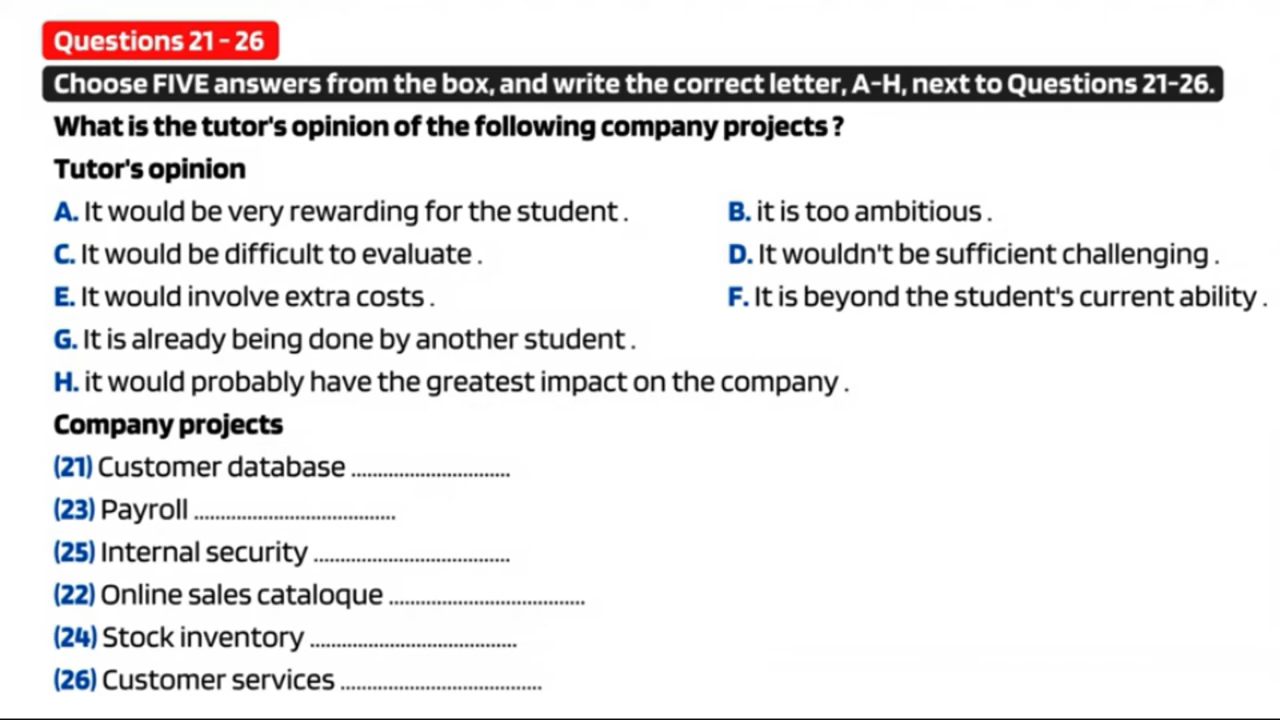 Questions 21 - 26
Choose FIVE answers from the box, and write the correct letter, A-H, next to Questions 21-26.
What is the tutor's opinion of the following company projects ?
Tutor's opinion
A. It would be very rewarding for the student . B. it is too ambitious .
C. It would be difficult to evaluate . D. It wouldn't be sufficient challenging .
E. It would involve extra costs . F. It is beyond the student's current ability .
G. It is already being done by another student .
H. it would probably have the greatest impact on the company .
Company projects
(21) Customer database ..............................
(23) Payroll ......................................
(25) Internal security .....................................
(22) Online sales cataloque .....................................
(24) Stock inventory .......................................
(26) Customer services ......................................